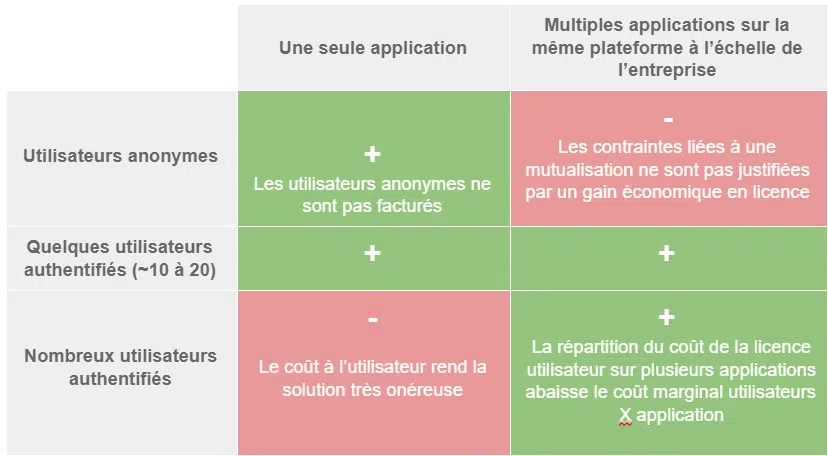 Une seule application
Multiples applications sur la
même plateforme à l’échelle de
l’entreprise
Utilisateurs anonymes
+
Les utilisateurs anonymes ne
sont pas facturés
-
Les contraintes liées à une
mutualisation ne sont pas justifiées
par un gain économique en licence
Quelques utilisateurs
authentifiés (~10 à 20)
+
+
Nombreux utilisateurs
authentifiés
-
Le coût à l’utilisateur rend la
solution très onéreuse
+
La répartition du coût de la licence
utilisateur sur plusieurs applications
abaisse le coût marginal utilisateurs
X application